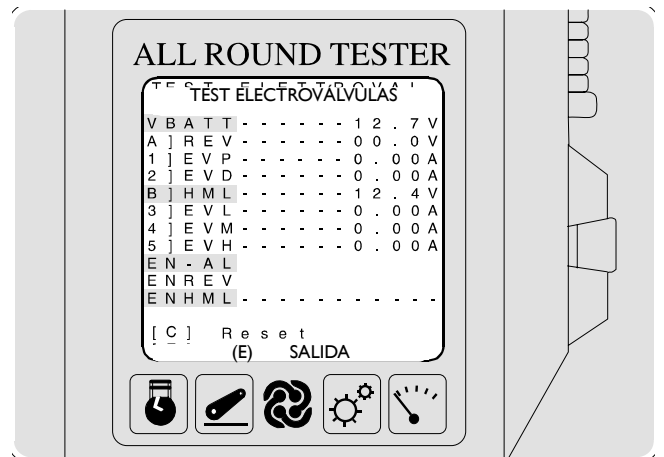 ALL ROUND TESTER
TEST ELECTROVÁLVULAS
VBATT------12.7V
A]REV------00.0V
1]EVP------0.00A
2]EVD------0.00A
B]HML------12.4V
3]EVL------0.00A
4]EVM------0.00A
5]EVH------0.00A
EN-AL
ENREV
ENHML----------
[C] Reset
(E) SALIDA